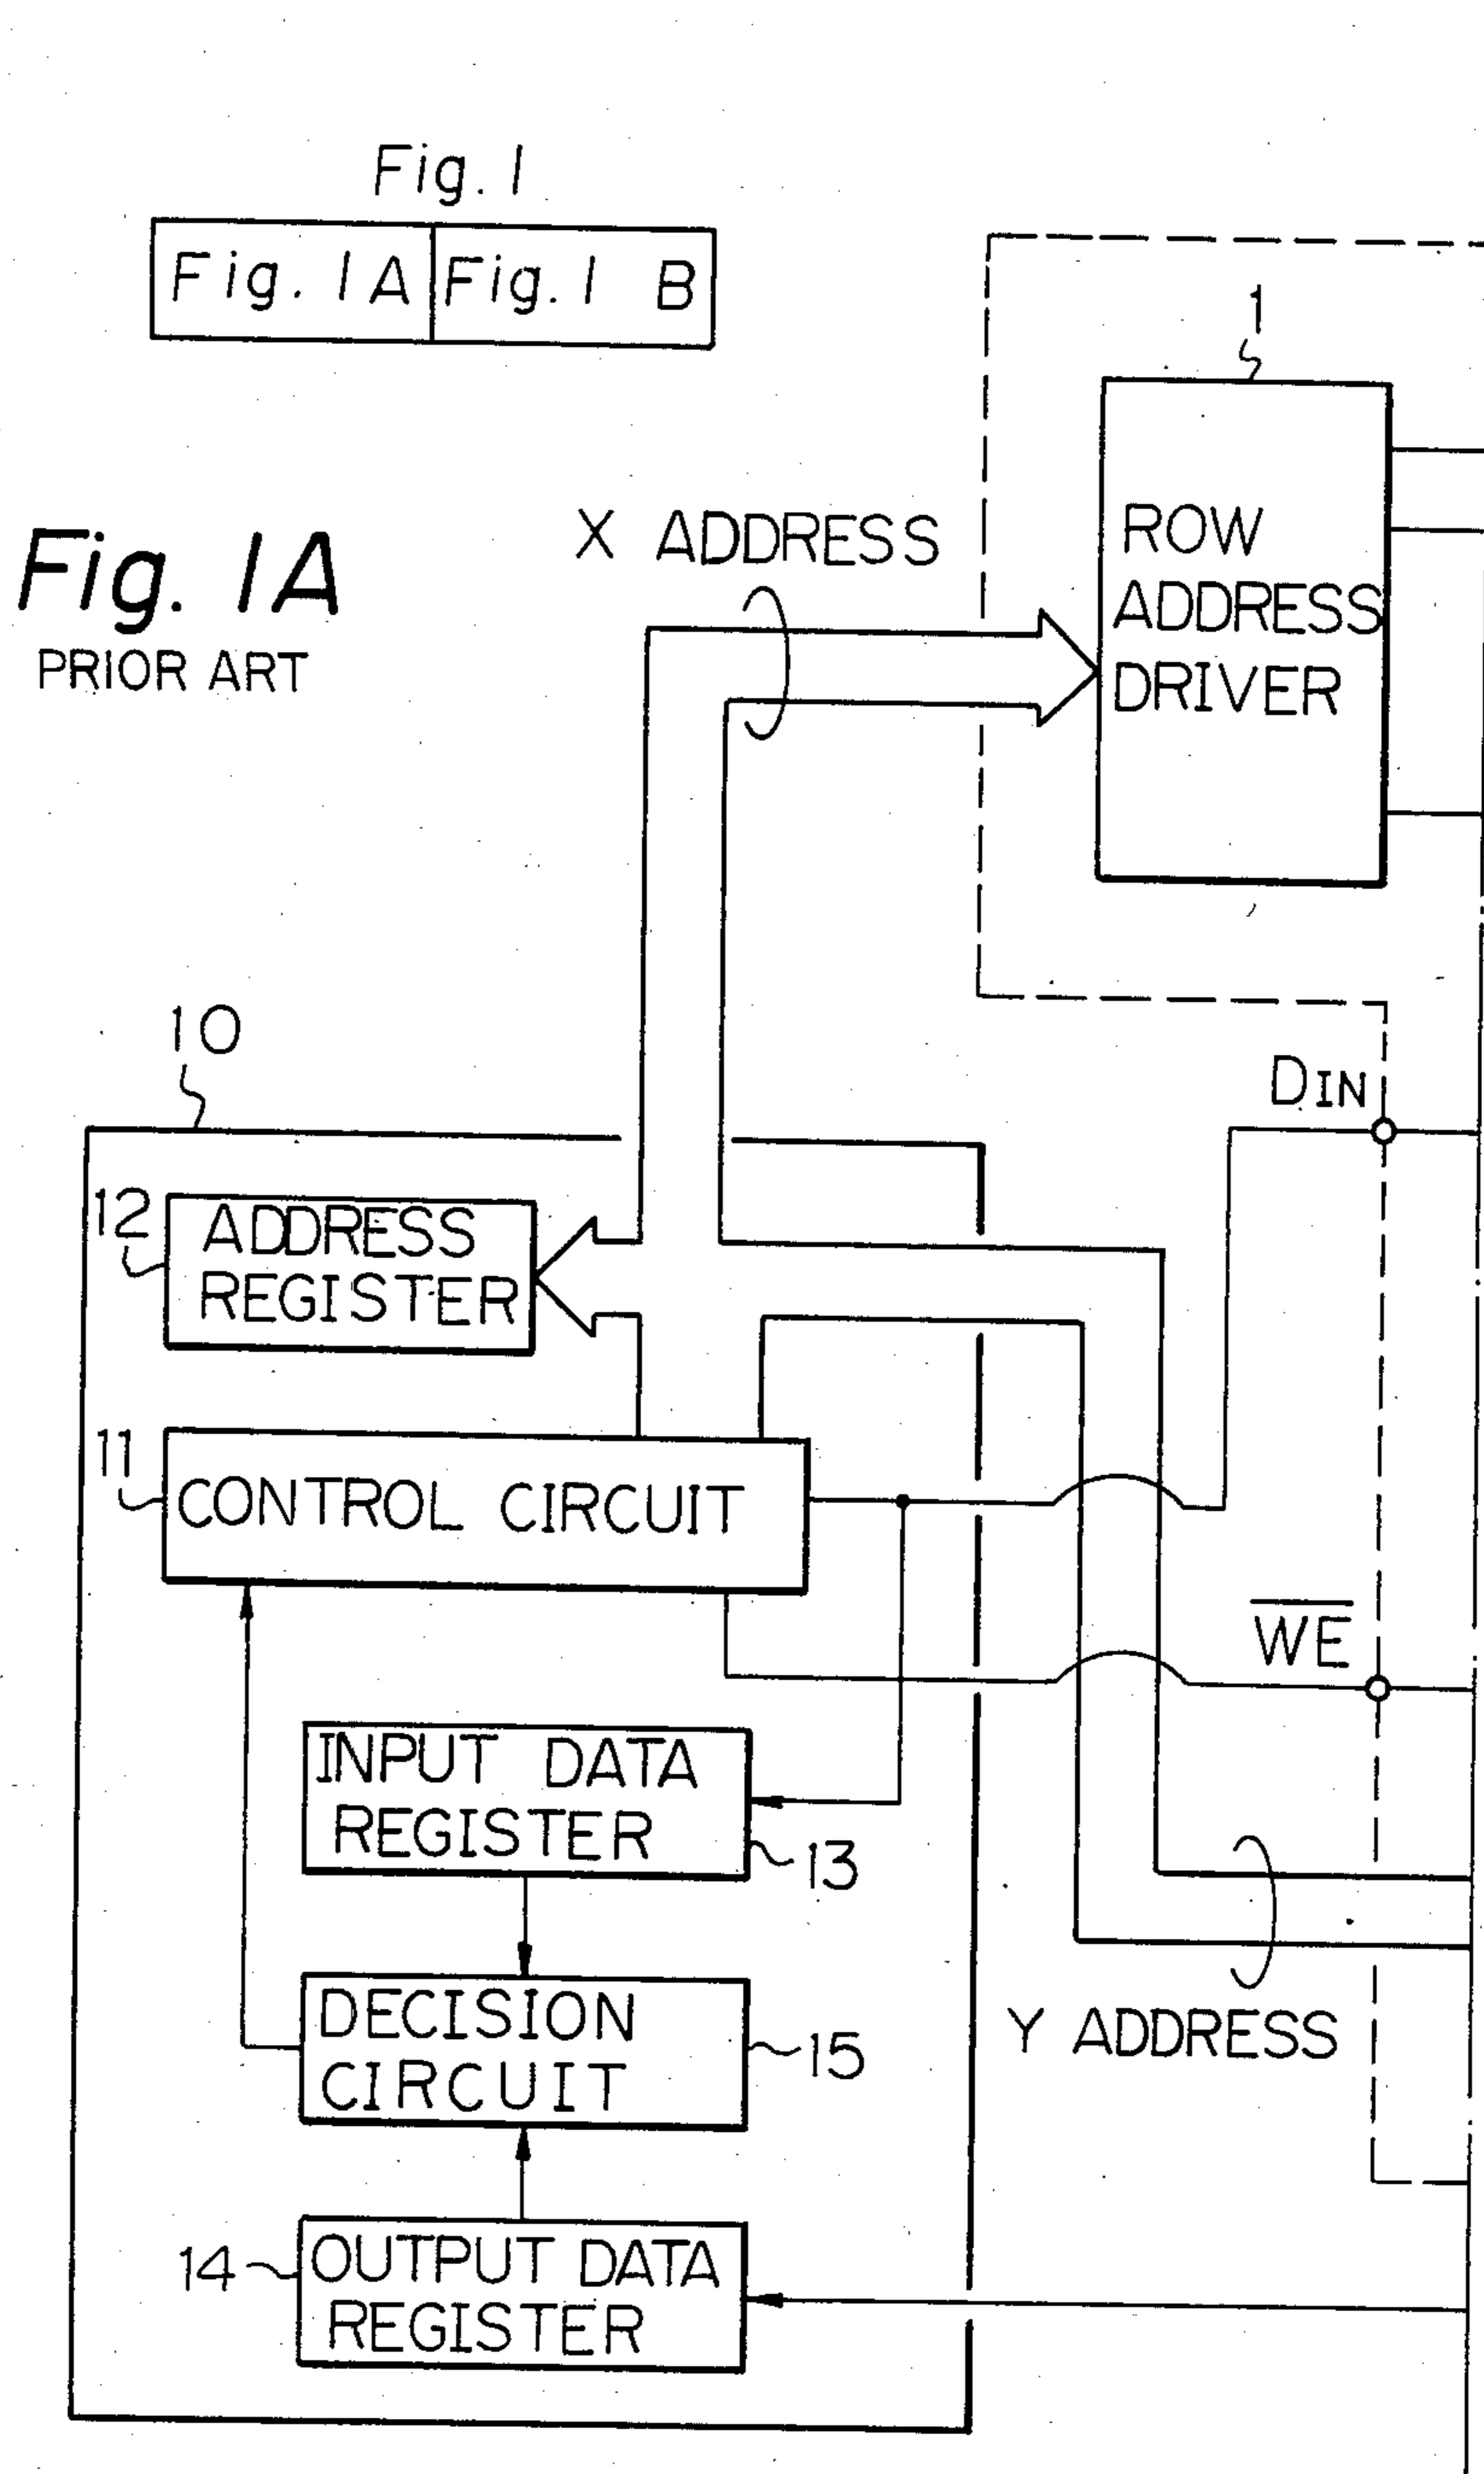 Fig. 1
Fig. 1A Fig. 1 B
1
X ADDRESS
ROW
ADDRESS
DRIVER
Fig. 1A
PRIOR ART
10
DIN
12
ADDRESS
REGISTER
11
CONTROL CIRCUIT
WE
INPUT DATA
REGISTER
13
DECISION
CIRCUIT
15
Y ADDRESS
14
OUTPUT DATA
REGISTER